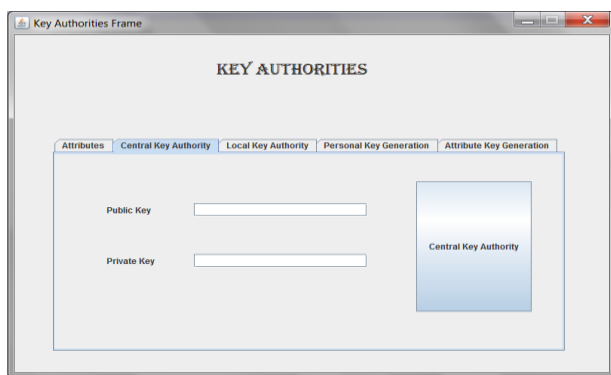 Key Authorities Frame
KEY AUTHORITIES
Attributes Central Key Authority Local Key Authority Personal Key Generation Attribute Key Generation
Public Key
Central Key Authority
Private Key